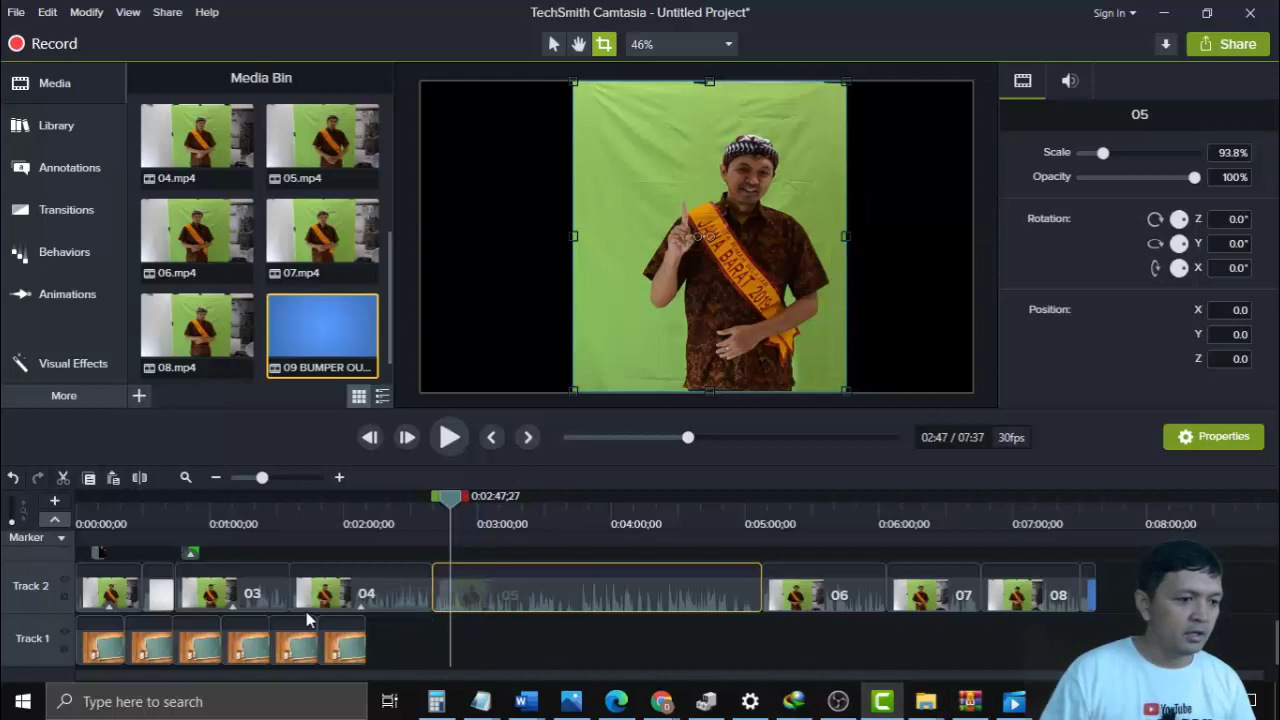 File Edit Modify View Share Help
TechSmith Camtasia - Untitled Project*
Sign In
Record
46%
Share
Media
Library
Annotations
Transitions
Behaviors
Animations
Visual Effects
More
Media Bin
04.mp4
05.mp4
06.mp4
07.mp4
08.mp4
09 BUMPER OU...
JAWA BARAT 2019
05
Scale 93.8%
Opacity 100%
Rotation: Z 0.0°
Y 0.0°
X 0.0°
Position: X 0.0
Y 0.0
Z 0.0
02:47 / 07:37 30fps
Properties
0:02:47;27
0:00:00;00 0:01:00;00 0:02:00;00 0:03:00;00 0:04:00;00 0:05:00;00 0:06:00;00 0:07:00;00 0:08:00;00
Marker
Track 2
03 04 05 06 07 08
Track 1
Type here to search
YouTube